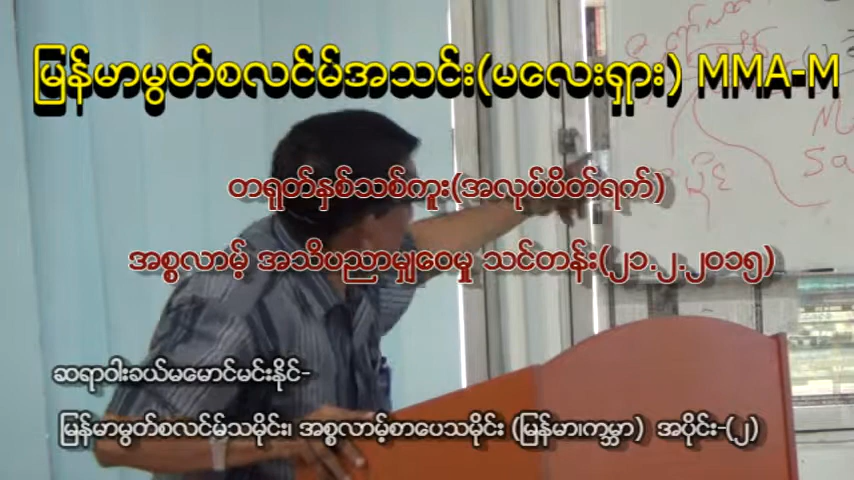 မြန်မာမွတ်စလင်မ်အသင်း(မလေးရှား) MMA-M
တရုတ်နှစ်သစ်ကူး(အလုပ်ပိတ်ရက်)
အစ္စလာမ့် အသိပညာမျှဝေမှု သင်တန်း(၂၁.၂.၂၀၁၅)
ဆရာဝါးခယ်မမောင်မင်းနိုင်-
မြန်မာမွတ်စလင်မ်သမိုင်း၊ အစ္စလာမ့်စာပေသမိုင်း (မြန်မာ၊ကမ္ဘာ) အပိုင်း-(၂)